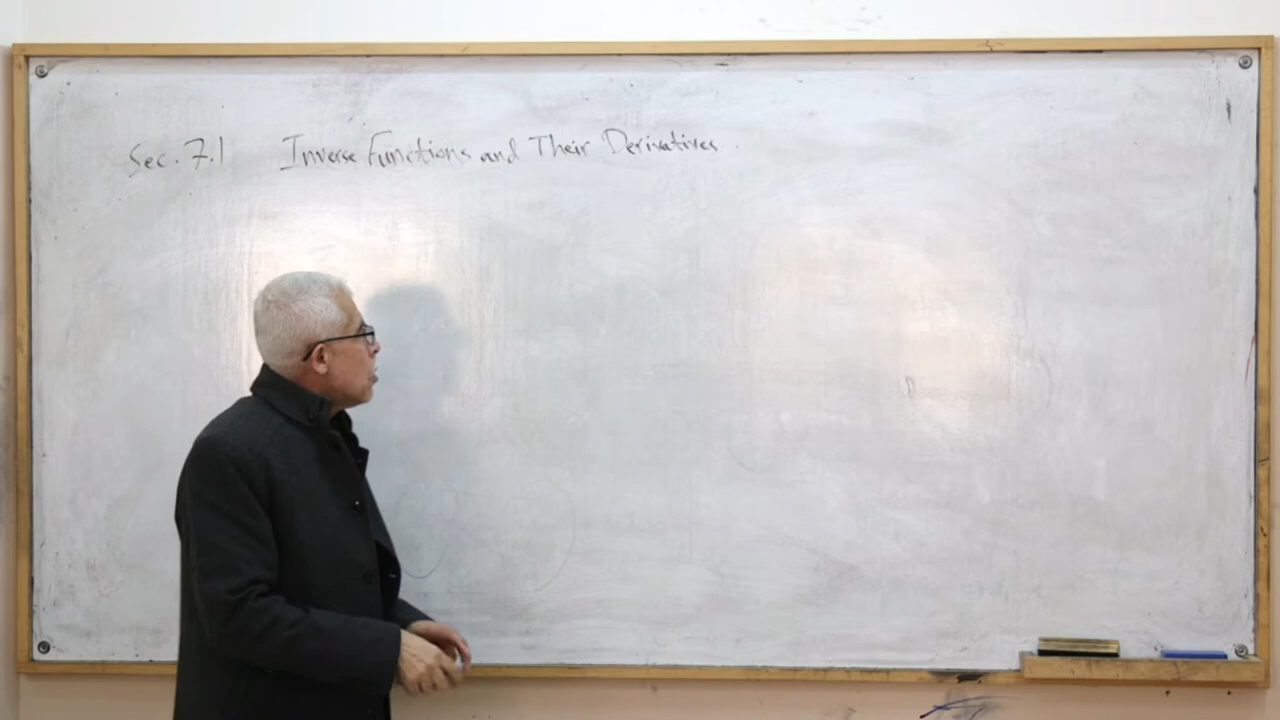 Sec. 7.1 Inverse Functions and Their Derivatives.